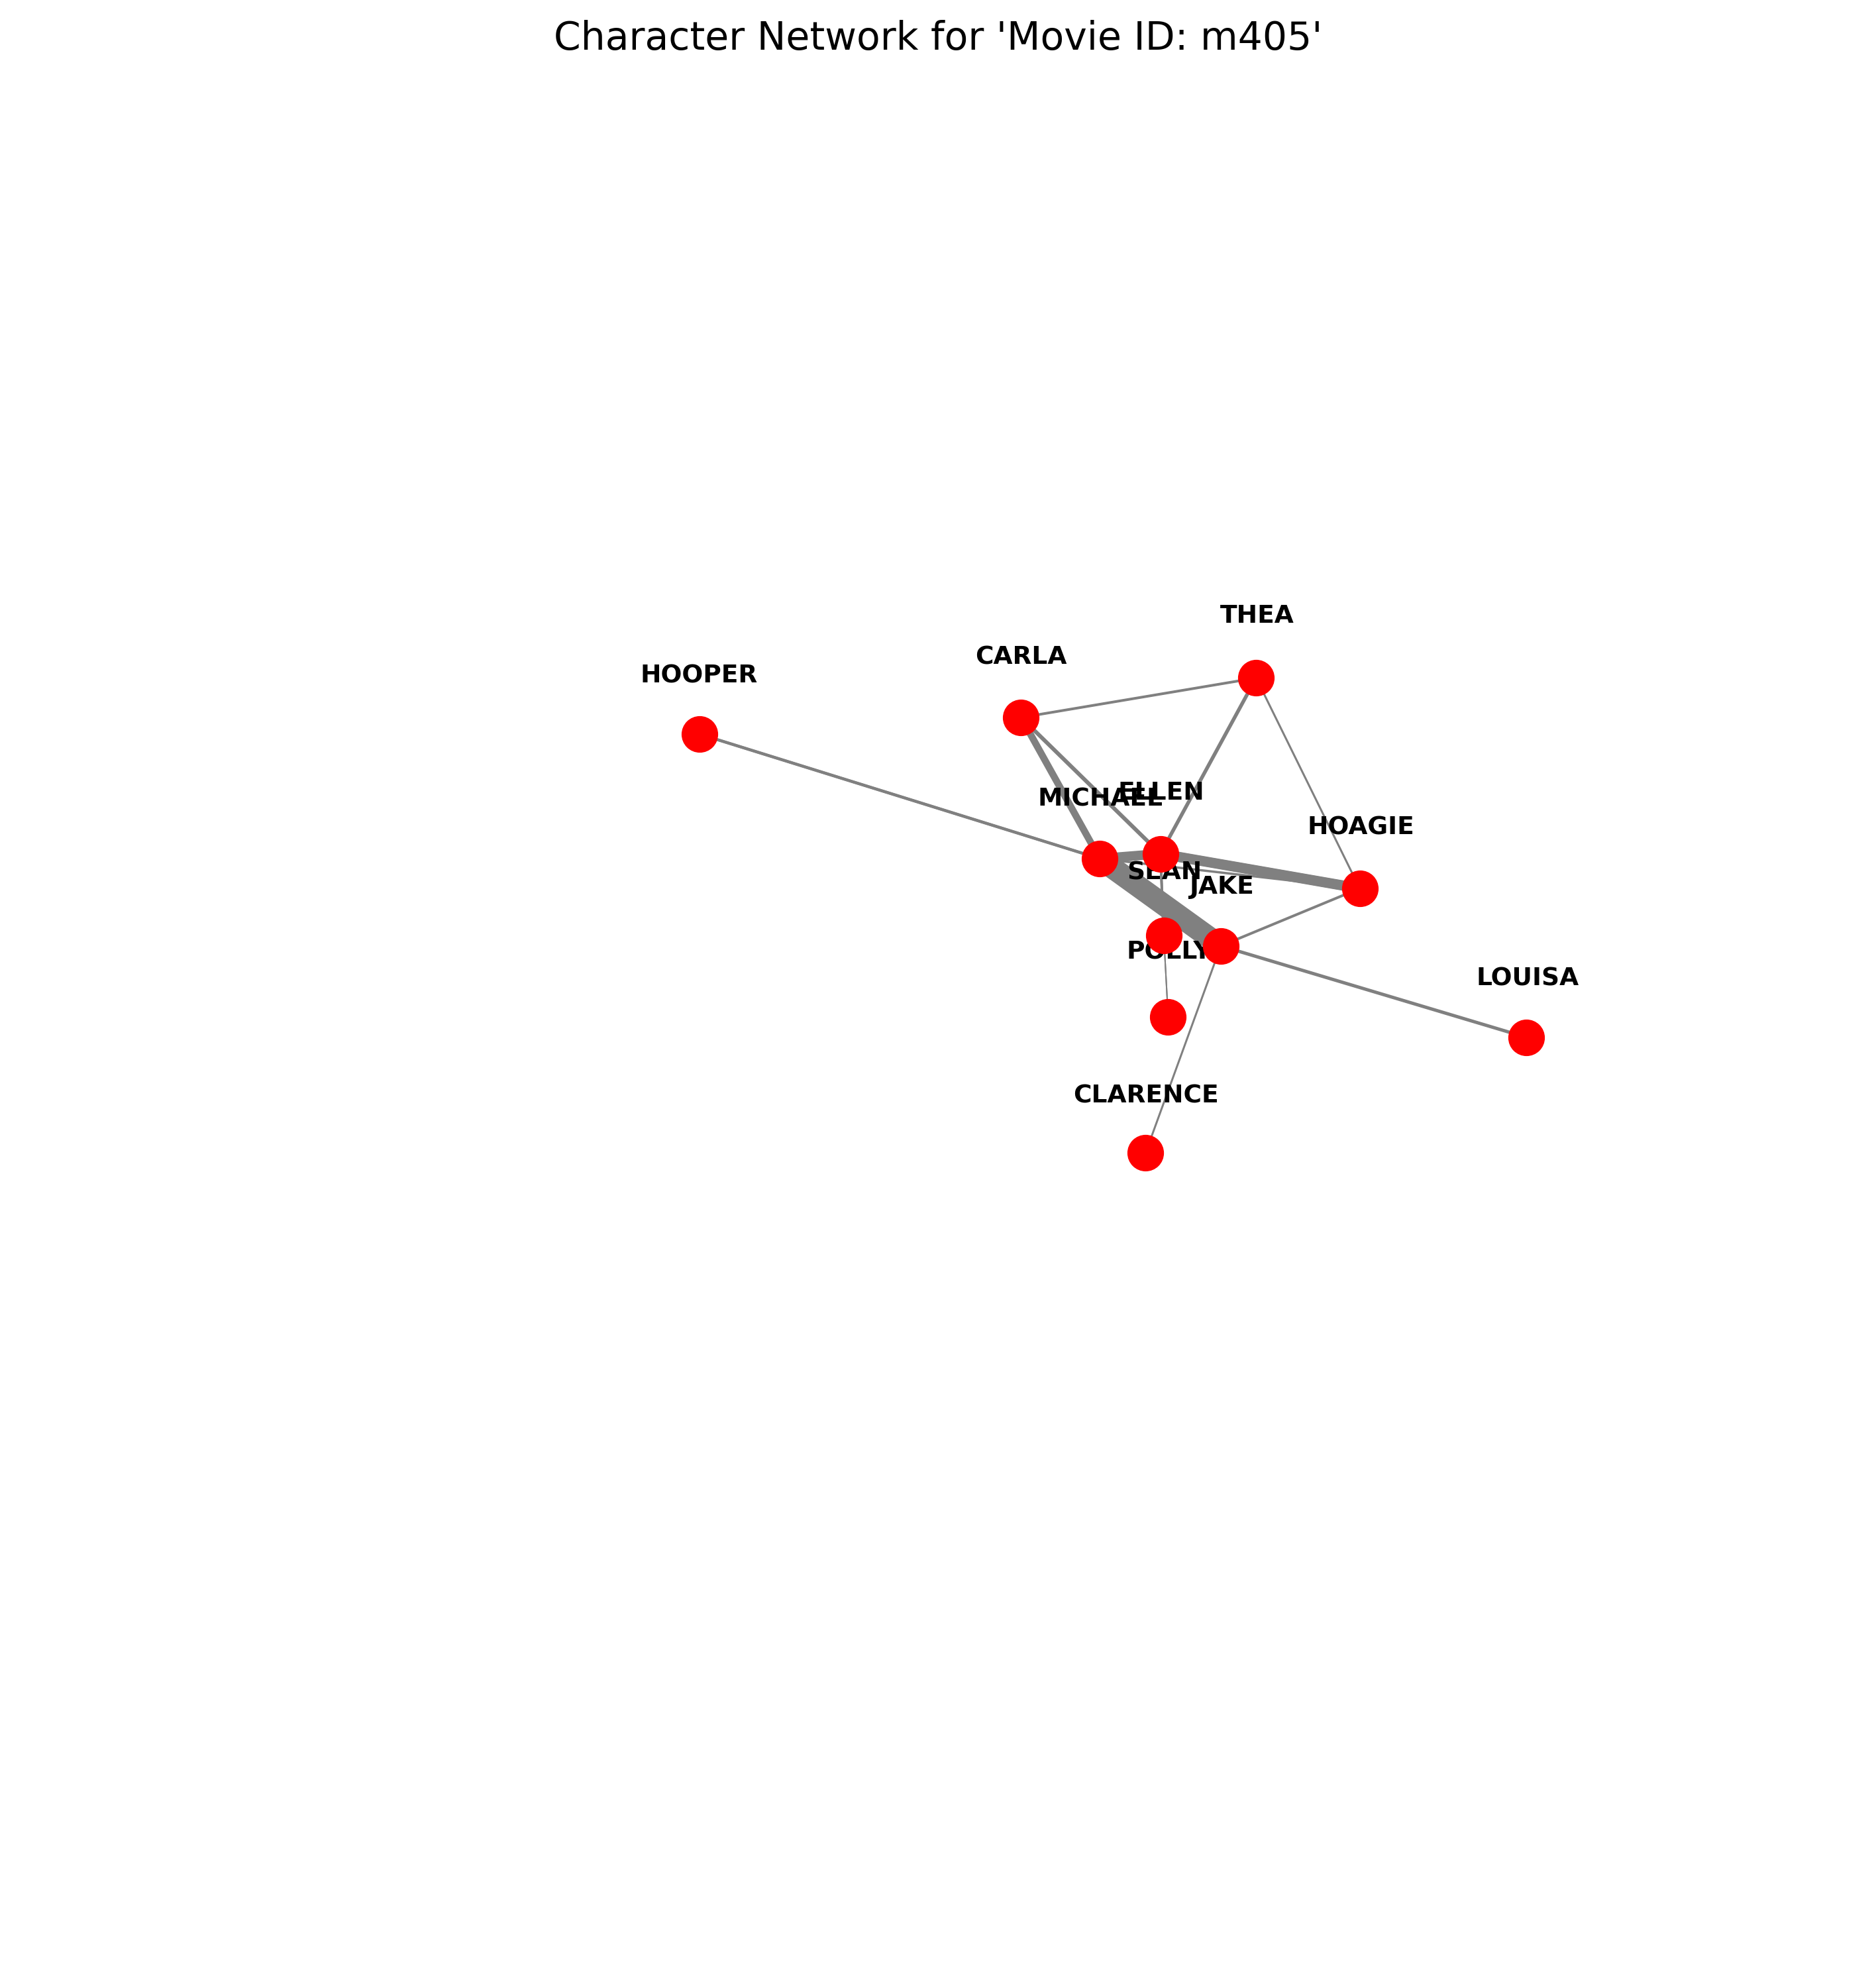 Character Network for 'Movie ID: m405'
THEA
CARLA
HOOPER
ELLEN
MICHAEL
HOAGIE
SEAN
JAKE
POLLY
LOUISA
CLARENCE